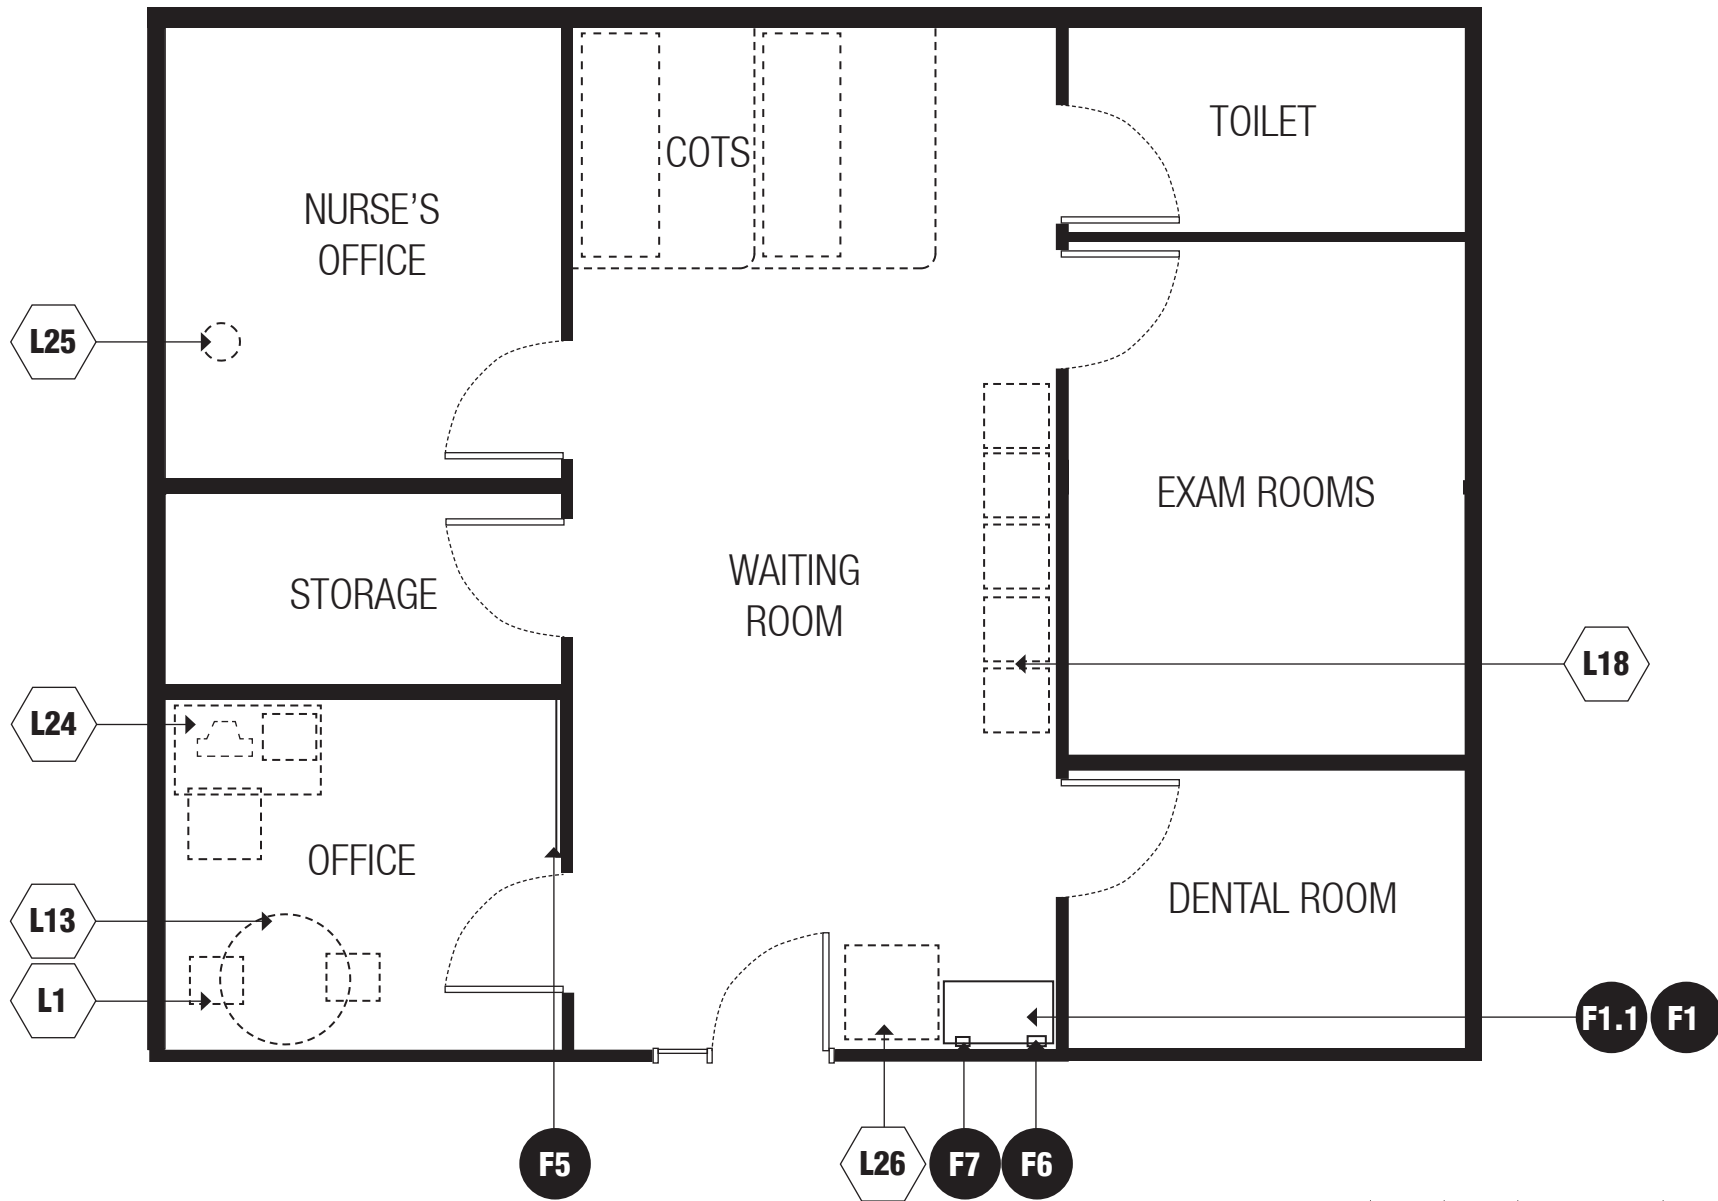 TOILET
COTS
NURSE’S
OFFICE
L25
EXAM ROOMS
WAITING
ROOM
STORAGE
L18
L24
OFFICE
DENTAL ROOM
L13
L1
F1.1 F1
F5
L26 F7 F6